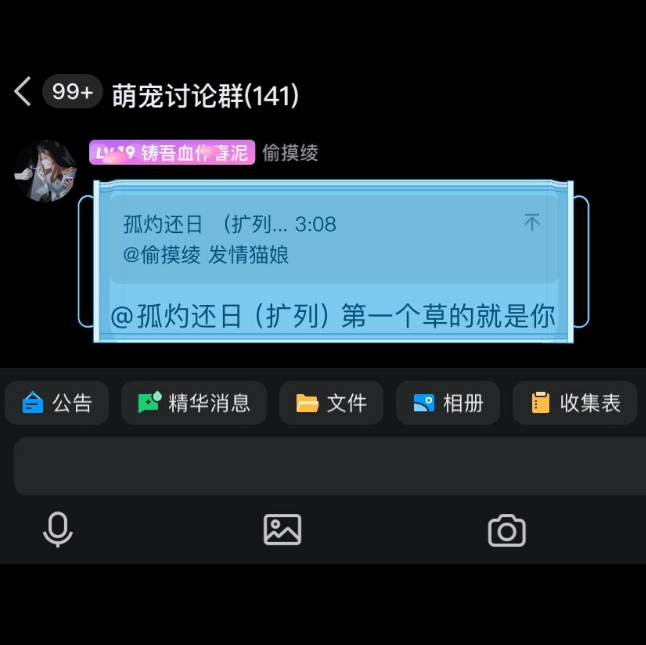 99+ 萌宠讨论群(141)
LV.19 铸吾血作春泥 偷摸绫
孤灼还日 （扩列... 3:08
@偷摸绫 发情猫娘
@孤灼还日（扩列）第一个草的就是你
公告 精华消息 文件 相册 收集表